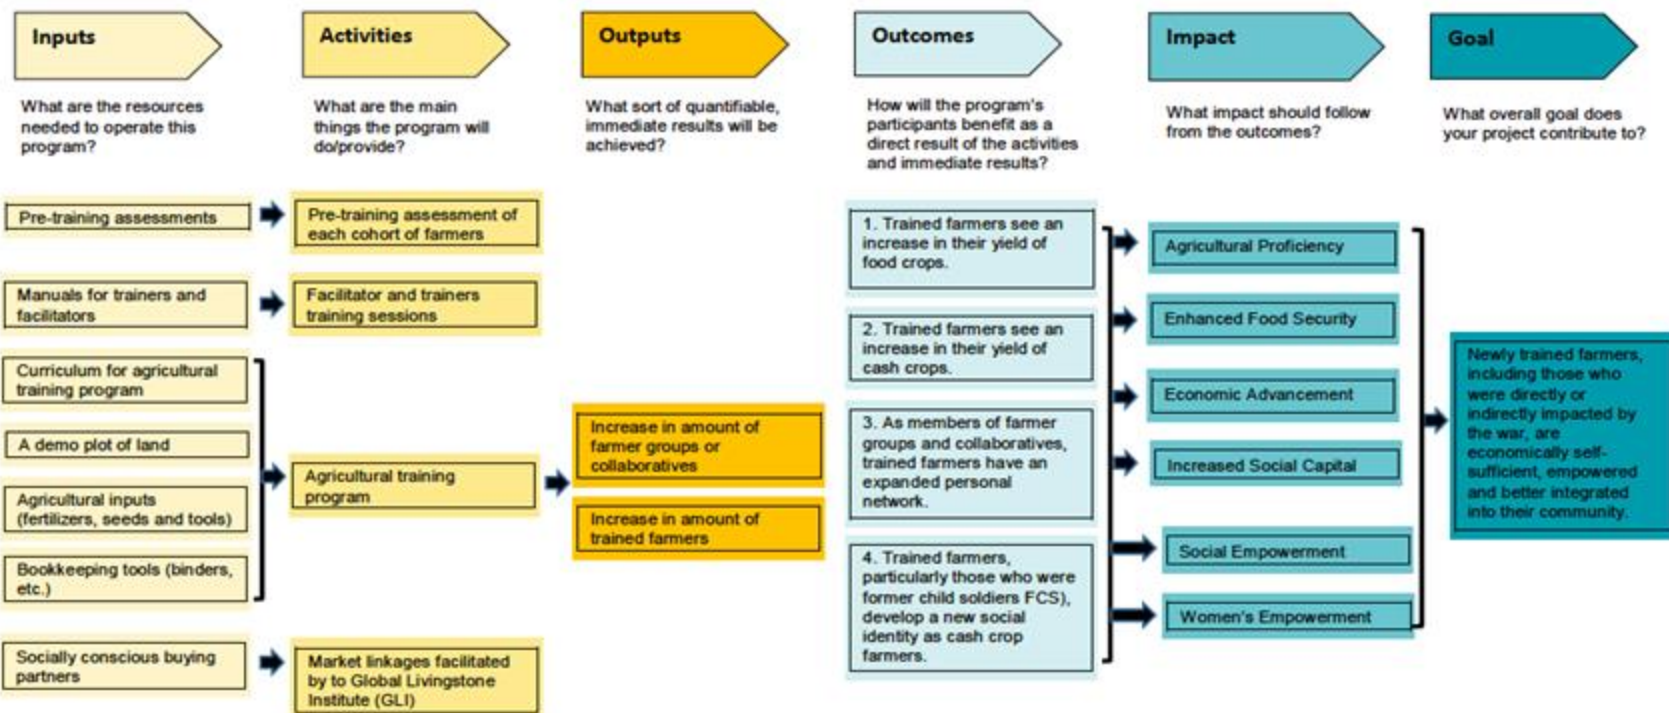 Inputs
Activities
Outputs
Outcomes
Impact
Goal
What are the resources
needed to operate this
program?
What are the main
things the program will
do/provide?
What sort of quantifiable,
immediate results will be
achieved?
How will the program's
participants benefit as a
direct result of the activities
and immediate results?
What impact should follow
from the outcomes?
What overall goal does
your project contribute to?
Pre-training assessments
Manuals for trainers and
facilitators
Curriculum for agricultural
training program
A demo plot of land
Agricultural inputs
(fertilizers, seeds and tools)
Bookkeeping tools (binders,
etc.)
Socially conscious buying
partners
Pre-training assessment of
each cohort of farmers
Facilitator and trainers
training sessions
Agricultural training
program
Market linkages facilitated
by to Global Livingstone
Institute (GLI)
Increase in amount of
farmer groups or
collaboratives
Increase in amount of
trained farmers
1. Trained farmers see an
increase in their yield of
food crops.
2. Trained farmers see an
increase in their yield of
cash crops.
3. As members of farmer
groups and collaboratives,
trained farmers have an
expanded personal
network.
4. Trained farmers,
particularly those who were
former child soldiers FCS),
develop a new social
identity as cash crop
farmers.
Agricultural Proficiency
Enhanced Food Security
Economic Advancement
Increased Social Capital
Social Empowerment
Women's Empowerment
Newly trained farmers,
including those who
were directly or
indirectly impacted by
the war, are
economically self-
sufficient, empowered
and better integrated
into their community.